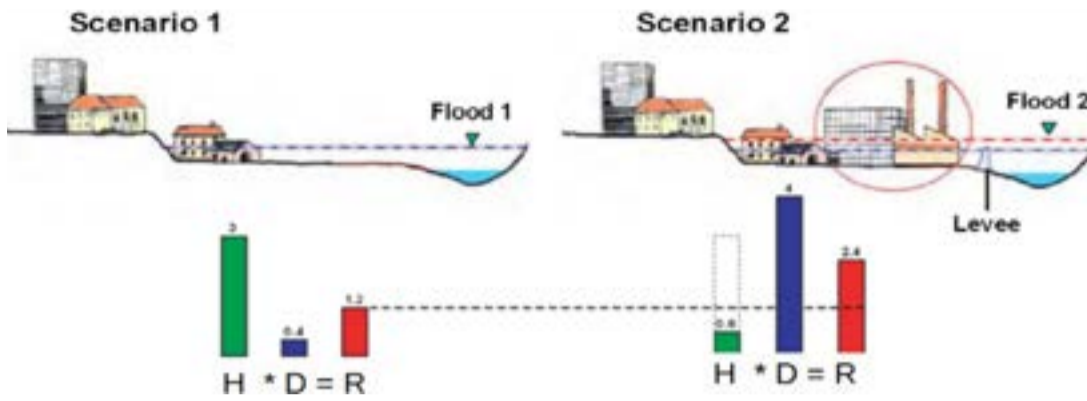 Scenario 1
Scenario 2
Flood 1
Flood 2
Levee
3
0.4
1.2
0.6
4
2.4
H * D = R
H * D = R